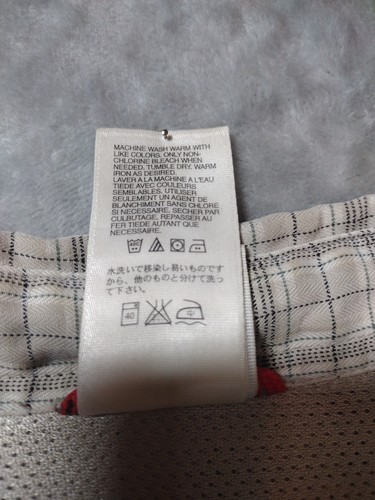 MACHINE WASH WARM WITH
LIKE COLORS. ONLY NON-
CHLORINE BLEACH WHEN
NEEDED. TUMBLE DRY. WARM
IRON AS DESIRED.
LAVER A LA MACHINE A L'EAU
TIEDE AVEC COULEURS
SEMBLABLES. UTILISER
SEULEMENT UN AGENT DE
BLANCHIMENT SANS CHLORE
SI NECESSAIRE. SECHER PAR
CULBUTAGE. REPASSER AU
FER TIEDE AUTANT QUE
NECESSAIRE.
水洗いで移染し易いものです
から、他のものと分けて洗っ
て下さい。
40
中